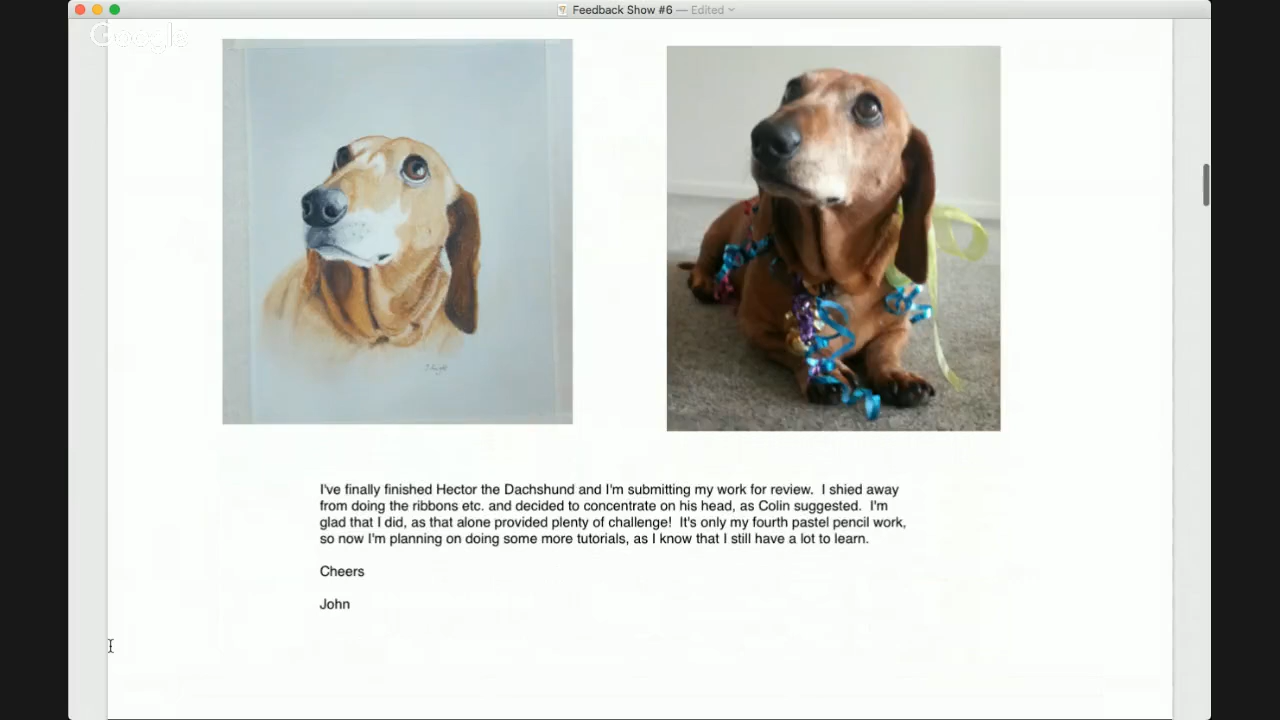 Feedback Show #6 — Edited
Google
I've finally finished Hector the Dachshund and I'm submitting my work for review. I shied away
from doing the ribbons etc. and decided to concentrate on his head, as Colin suggested. I'm
glad that I did, as that alone provided plenty of challenge! It's only my fourth pastel pencil work,
so now I'm planning on doing some more tutorials, as I know that I still have a lot to learn.
Cheers
John